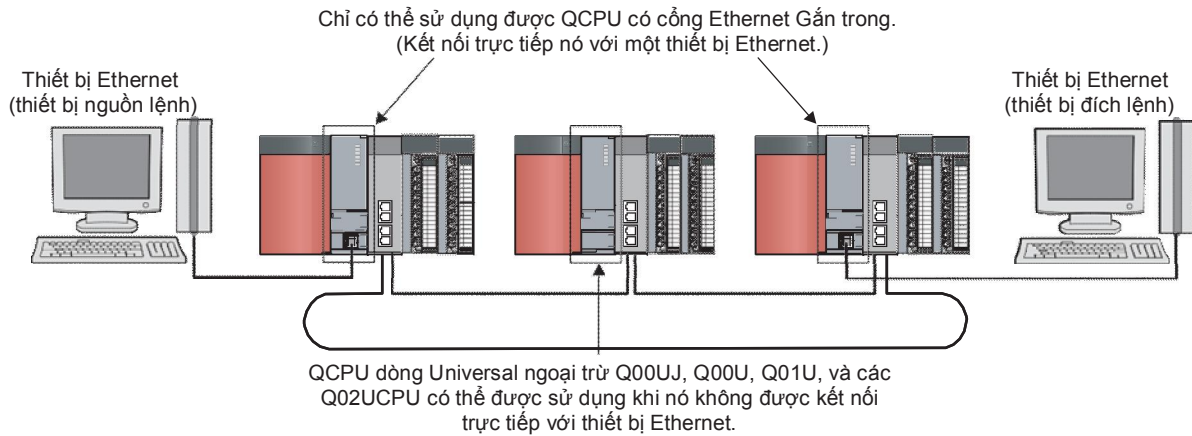 Chỉ có thể sử dụng được QCPU có cổng Ethernet Gắn trong.
(Kết nối trực tiếp nó với một thiết bị Ethernet.)
Thiết bị Ethernet
(thiết bị nguồn lệnh)
Thiết bị Ethernet
(thiết bị đích lệnh)
QCPU dòng Universal ngoại trừ Q00UJ, Q00U, Q01U, và các
Q02UCPU có thể được sử dụng khi nó không được kết nối
trực tiếp với thiết bị Ethernet.